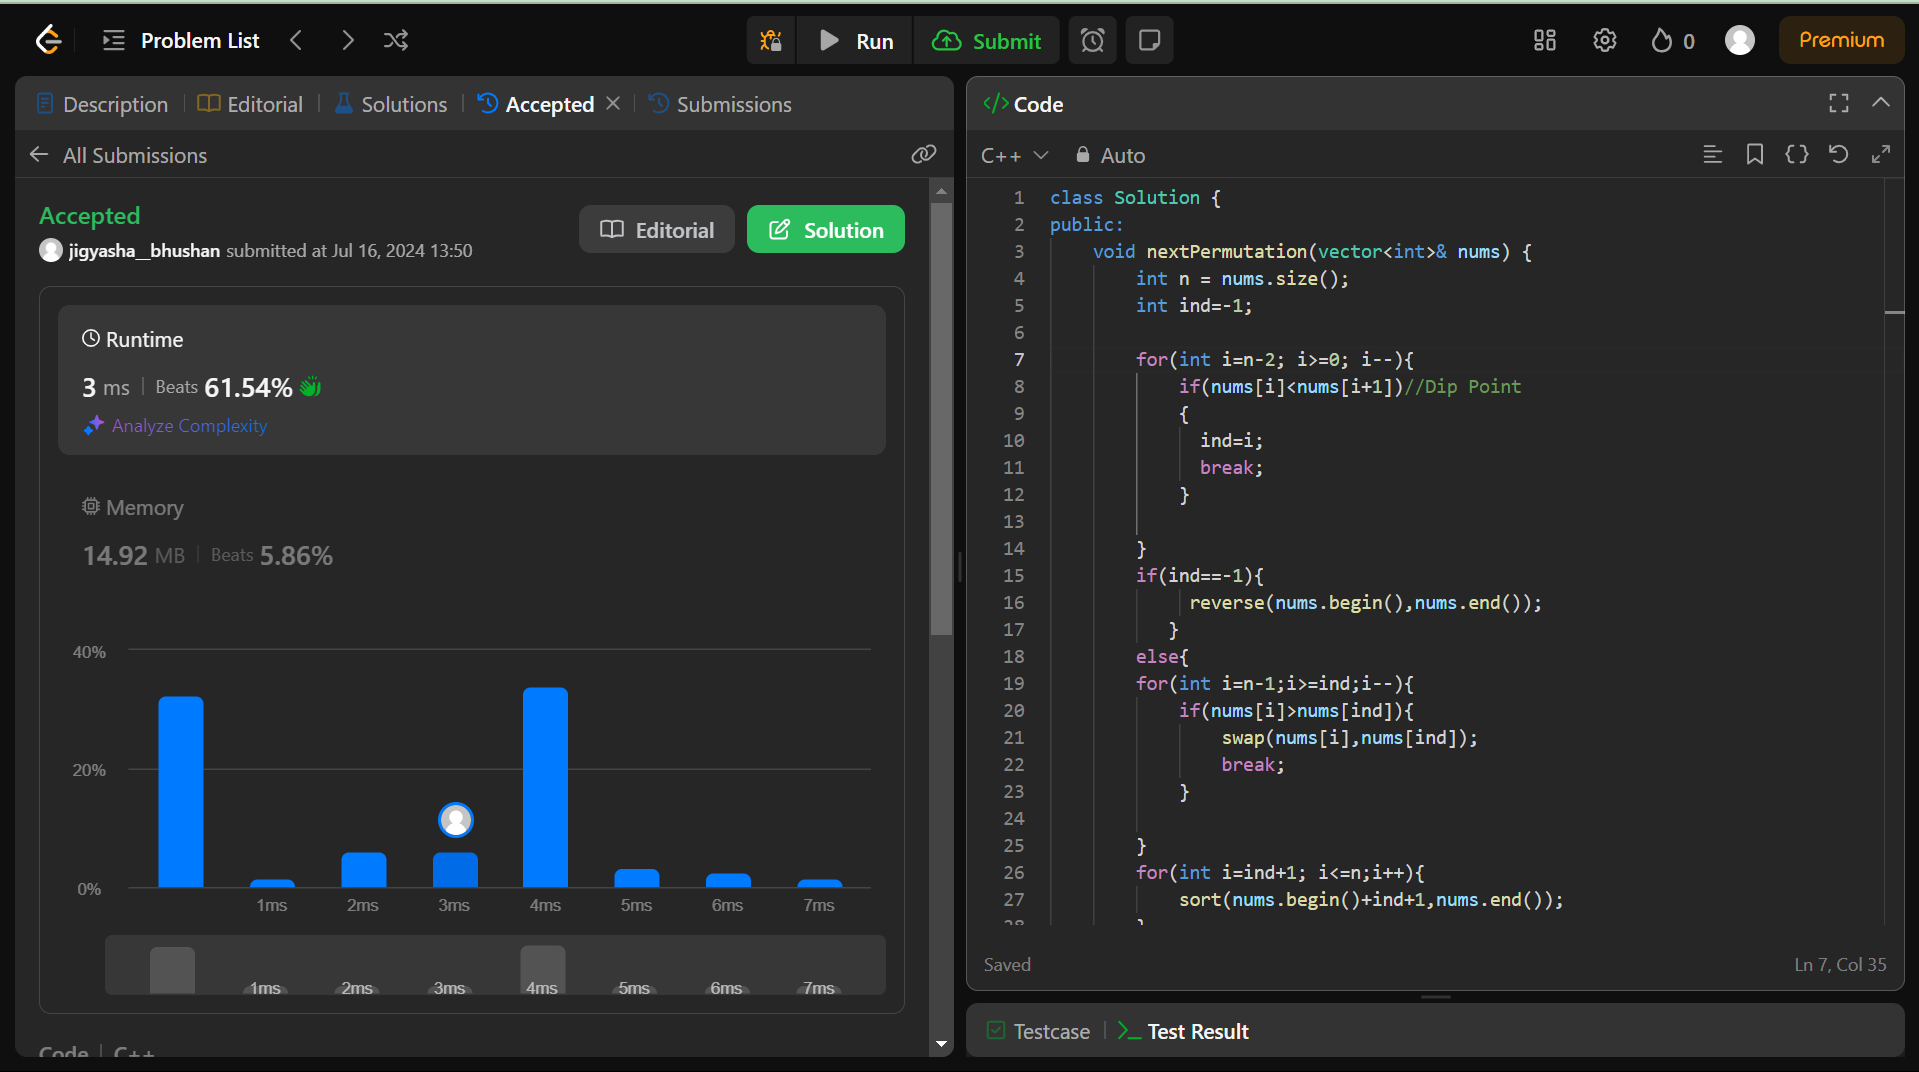 Problem List
Run
Submit
0
Premium
Description
Editorial
Solutions
Accepted
Submissions
All Submissions
Accepted
jigyasha__bhushan submitted at Jul 16, 2024 13:50
Editorial
Solution
Runtime
3 ms
Beats 61.54%
Analyze Complexity
Memory
14.92 MB
Beats 5.86%
40%
20%
0%
1ms 2ms 3ms 4ms 5ms 6ms 7ms
1ms 2ms 3ms 4ms 5ms 6ms 7ms
Code | C++
</> Code
C++
Auto
1 class Solution {
2 public:
3     void nextPermutation(vector<int>& nums) {
4         int n = nums.size();
5         int ind=-1;
6
7         for(int i=n-2; i>=0; i--){
8             if(nums[i]<nums[i+1])//Dip Point
9             {
10               ind=i;
11               break;
12             }
13
14         }
15         if(ind==-1){
16              reverse(nums.begin(),nums.end());
17            }
18         else{
19         for(int i=n-1;i>=ind;i--){
20             if(nums[i]>nums[ind]){
21                 swap(nums[i],nums[ind]);
22                 break;
23             }
24
25         }
26         for(int i=ind+1; i<=n;i++){
27             sort(nums.begin()+ind+1,nums.end());
28         }
Saved
Ln 7, Col 35
Testcase
Test Result